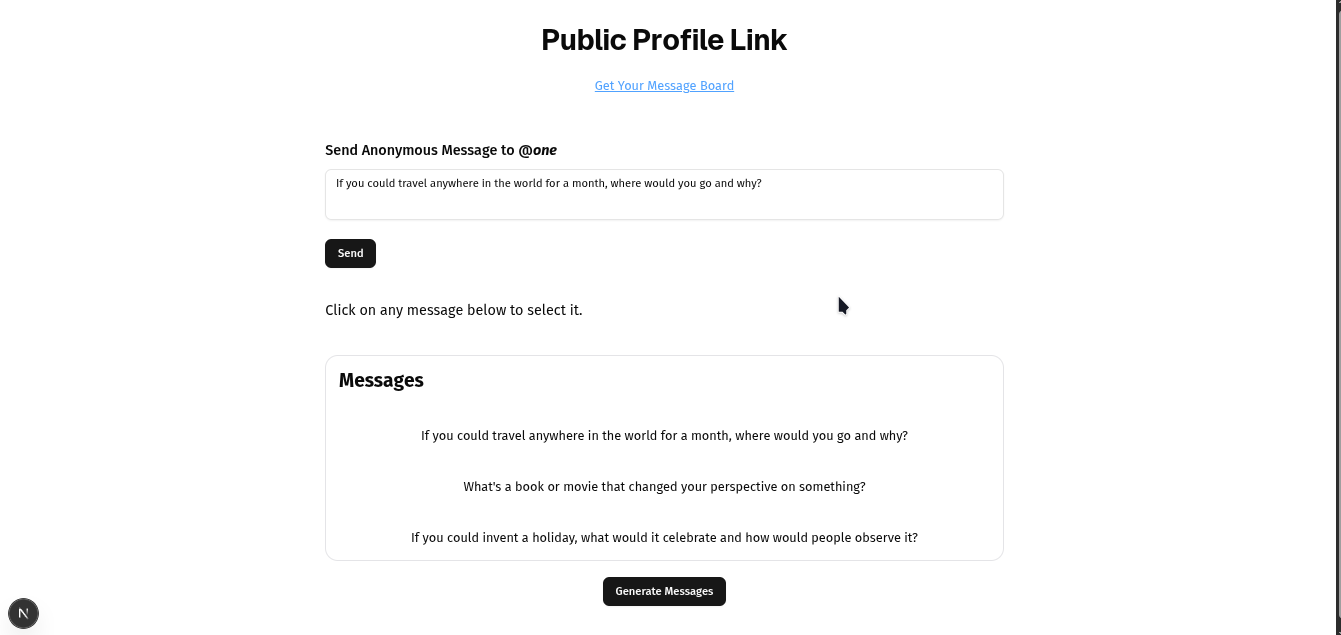 Public Profile Link
Get Your Message Board
Send Anonymous Message to @one
If you could travel anywhere in the world for a month, where would you go and why?
Send
Click on any message below to select it.
Messages
If you could travel anywhere in the world for a month, where would you go and why?
What's a book or movie that changed your perspective on something?
If you could invent a holiday, what would it celebrate and how would people observe it?
Generate Messages
N